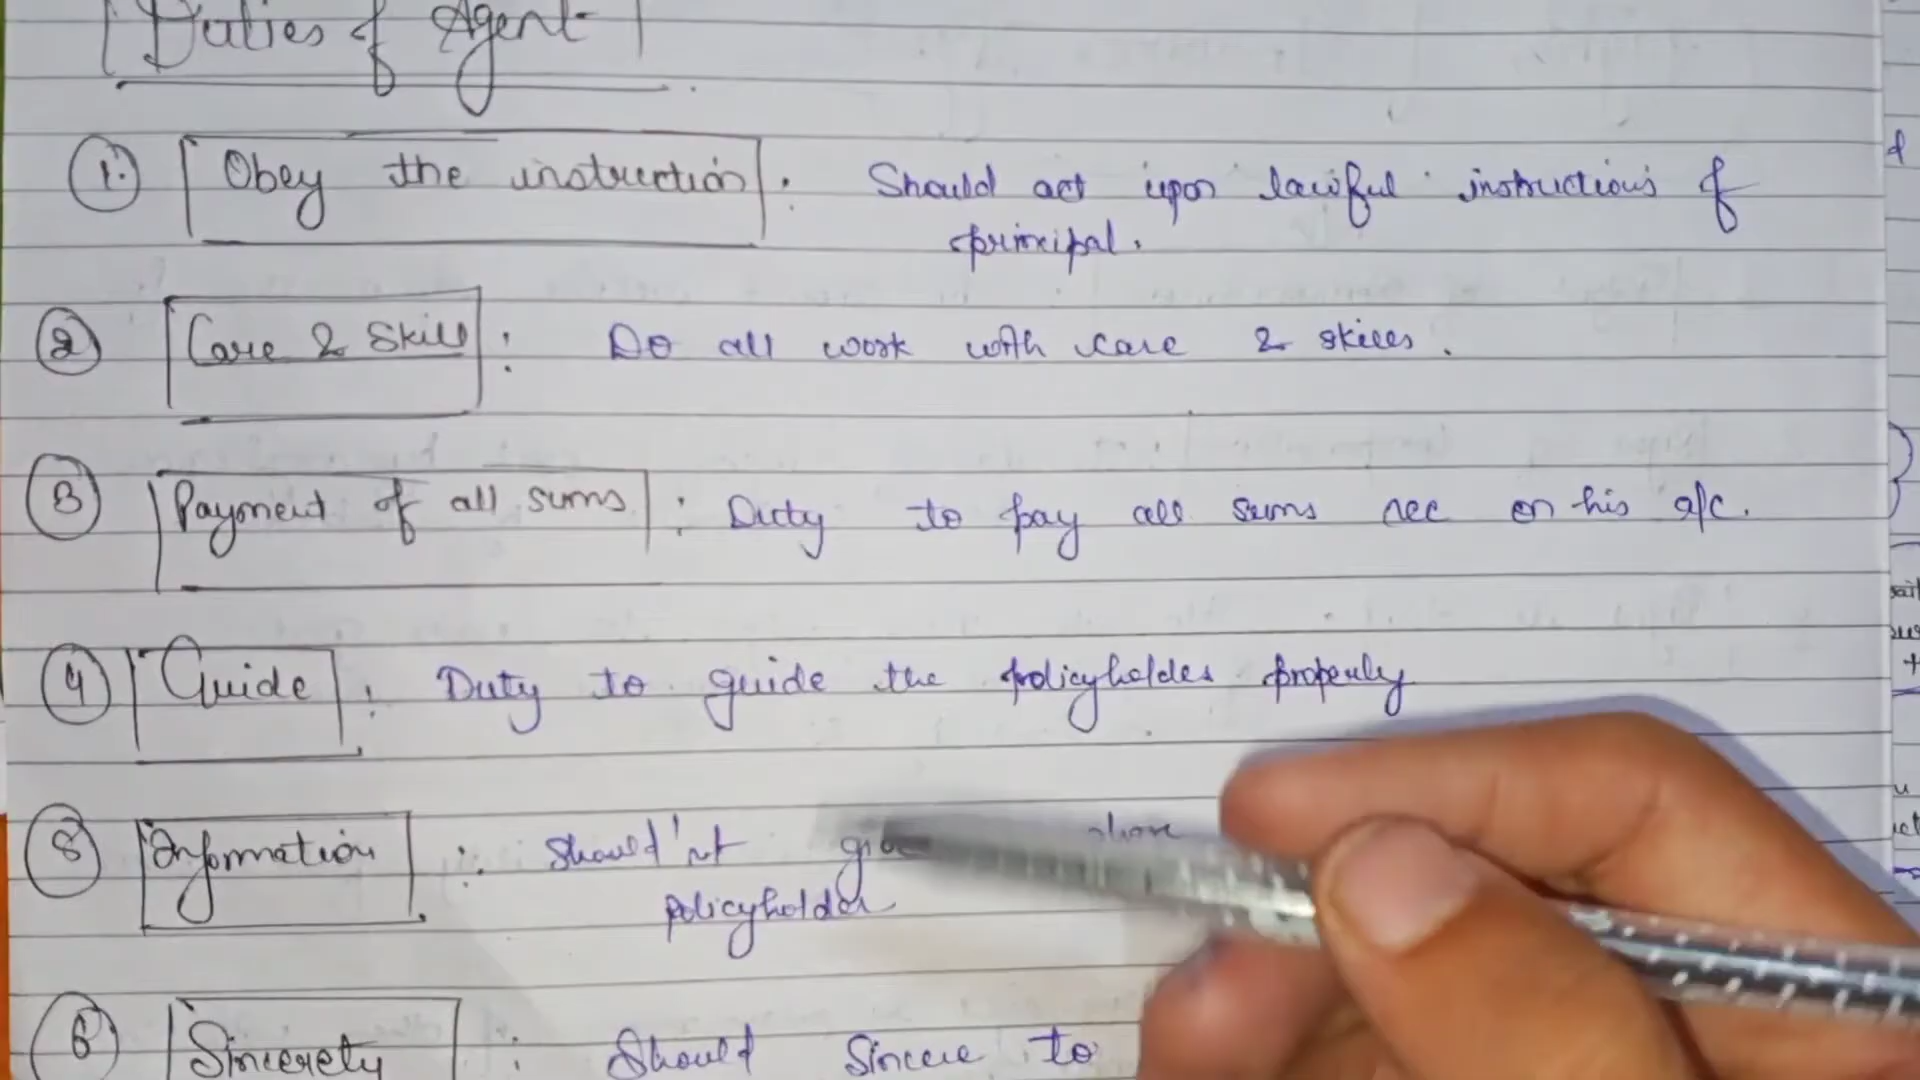 Duties of Agent
1. Obey the instruction : Should act upon lawful instructions of
principal.
2 Care & Skill : Do all work with care & skills.
3 Payment of all sums : Duty to pay all sums rec on his a/c.
4 Guide : Duty to guide the policyholdes properly
5 Information : Should'nt
policyholder
6 Sincerety : Should Sincere to